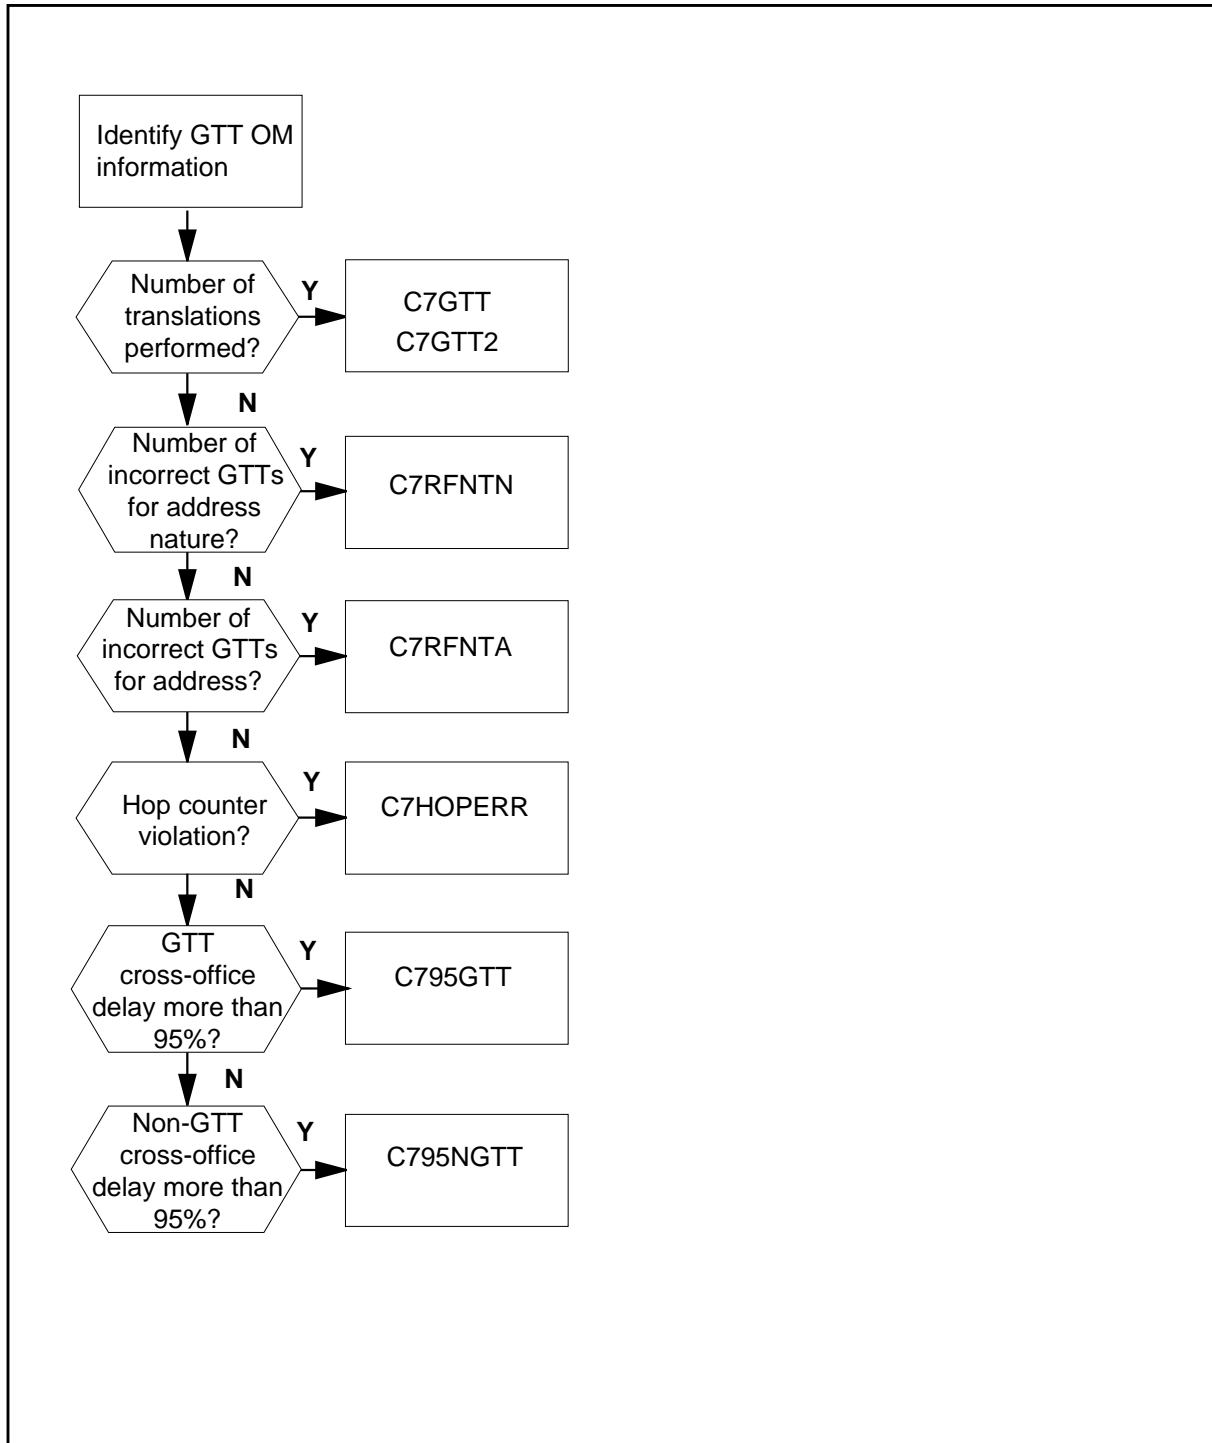 Identify GTT OM
information
Number of
translations
performed?
Y
C7GTT
C7GTT2
N
Number of
incorrect GTTs
for address
nature?
Y
C7RFNTN
N
Number of
incorrect GTTs
for address?
Y
C7RFNTA
N
Hop counter
violation?
Y
C7HOPERR
N
GTT
cross-office
delay more than
95%?
Y
C795GTT
N
Non-GTT
cross-office
delay more than
95%?
Y
C795NGTT